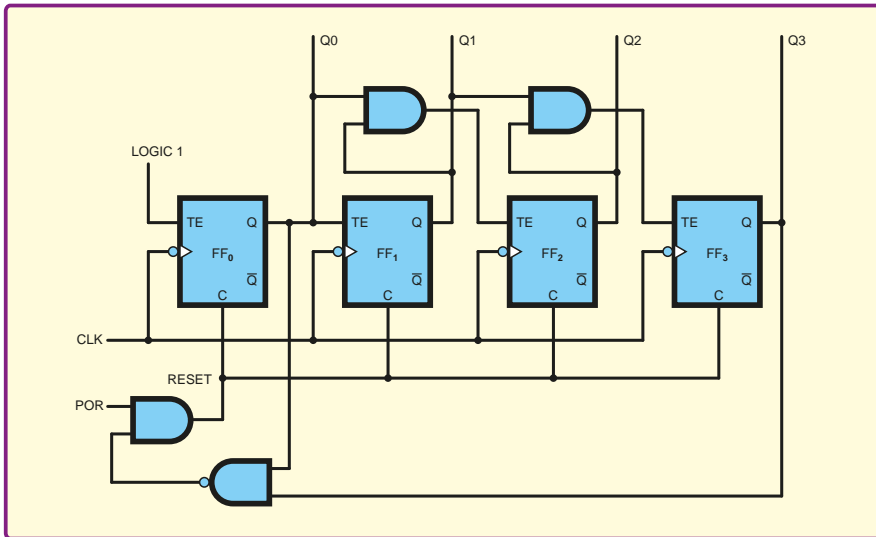 Q0 Q1 Q2 Q3
LOGIC 1
TE Q TE Q TE Q TE Q
FF0 FF1 FF2 FF3
Q̅ Q̅ Q̅ Q̅
C C C C
CLK
RESET
POR